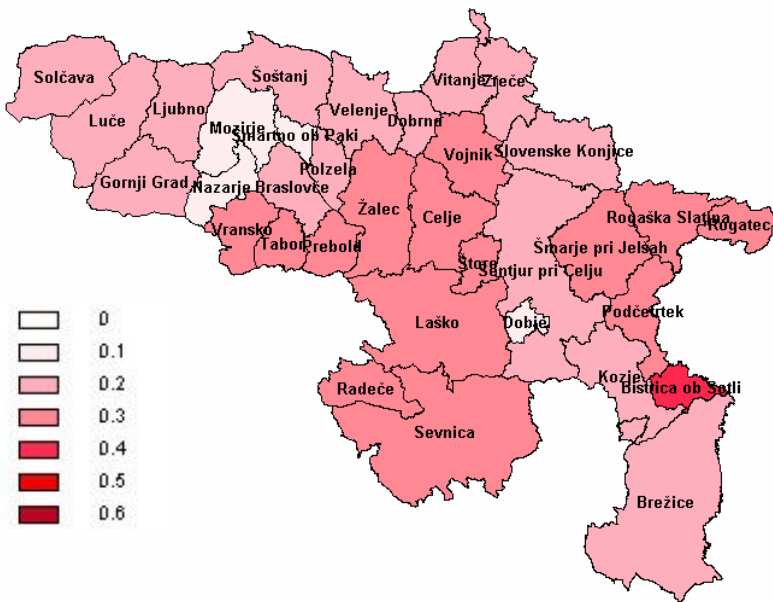 Šoštanj
Vitanje
Zreče
Solčava
Ljubno
Velenje
Luče
Dobrna
Mozirje
Šmartno ob Paki
Vojnik
Slovenske Konjice
Polzela
Gornji Grad
Nazarje
Braslovče
Žalec
Celje
Rogaška Slatina
Rogatec
Vransko
Tabor
Prebold
Šmarje pri Jelšah
Štore
Šentjur pri Celju
Laško
Dobje
Podčetrtek
Kozje
Bistrica ob Sotli
Radeče
Sevnica
Brežice
0
0.1
0.2
0.3
0.4
0.5
0.6